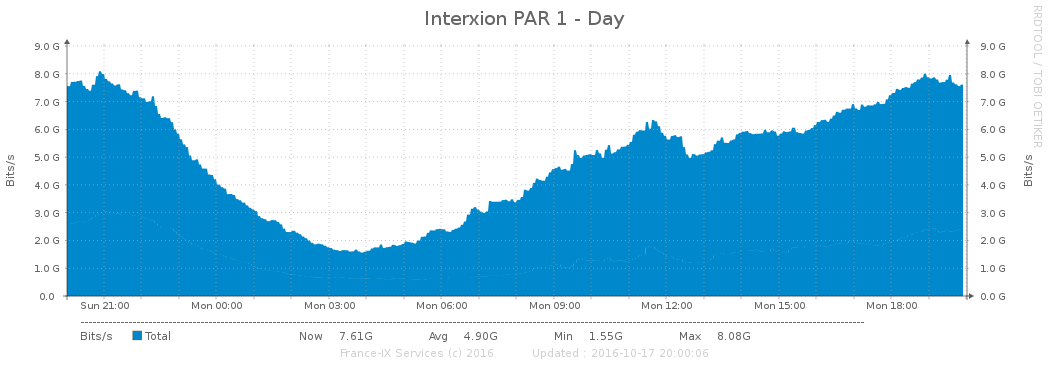 Interxion PAR 1 - Day
RRDTOOL / TOBI OETIKER
Bits/s
9.0 G 9.0 G
8.0 G 8.0 G
7.0 G 7.0 G
6.0 G 6.0 G
5.0 G 5.0 G
4.0 G 4.0 G
3.0 G 3.0 G
2.0 G 2.0 G
1.0 G 1.0 G
0.0 0.0 G
Bits/s
Sun 21:00 Mon 00:00 Mon 03:00 Mon 06:00 Mon 09:00 Mon 12:00 Mon 15:00 Mon 18:00
Bits/s Total Now 7.61G Avg 4.90G Min 1.55G Max 8.08G
France-IX Services (c) 2016 Updated : 2016-10-17 20:00:06